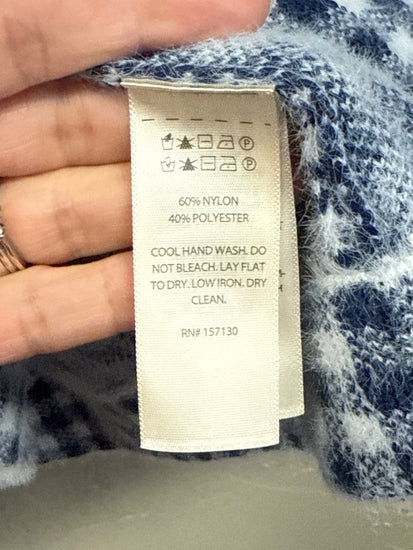 60% NYLON
40% POLYESTER
COOL HAND WASH. DO
NOT BLEACH. LAY FLAT
TO DRY. LOW IRON. DRY
CLEAN.
RN# 157130